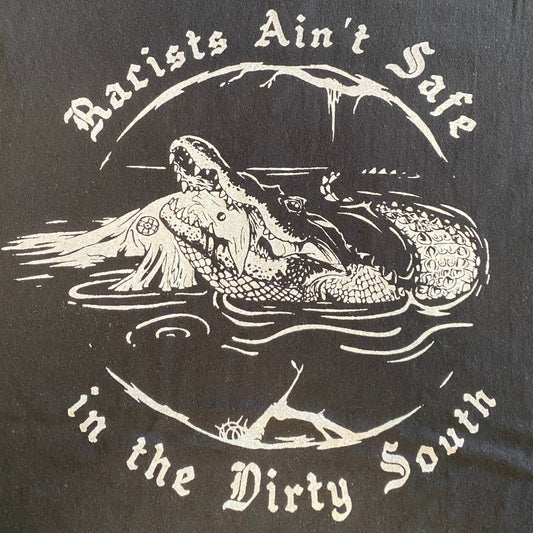 Racists Ain't Safe
in the Dirty South